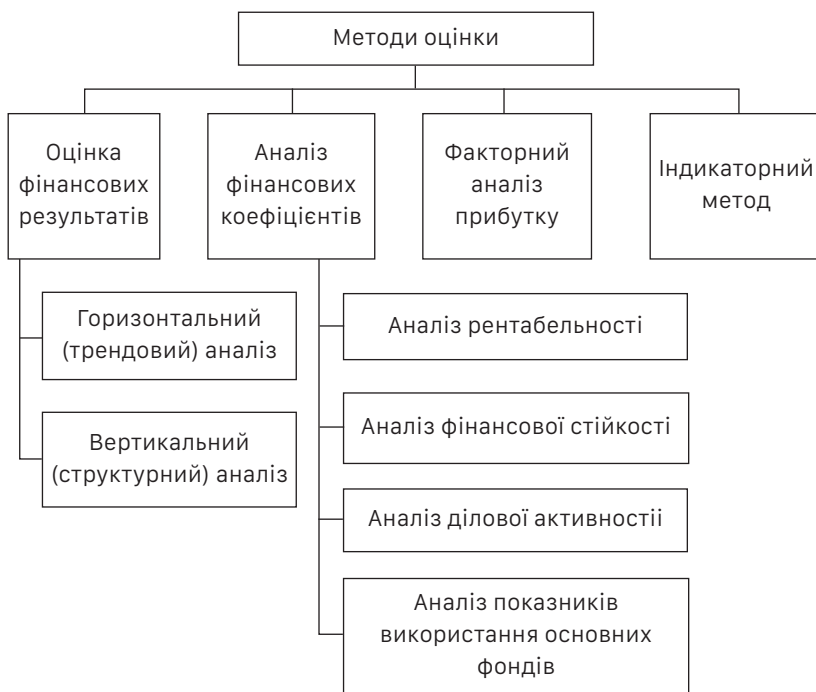 Методи оцінки
Оцінка
фінансових
результатів
Аналіз
фінансових
коефіцієнтів
Факторний
аналіз
прибутку
Індикаторний
метод
Горизонтальний
(трендовий) аналіз
Вертикальний
(структурний) аналіз
Аналіз рентабельності
Аналіз фінансової стійкості
Аналіз ділової активностіі
Аналіз показників
використання основних
фондів